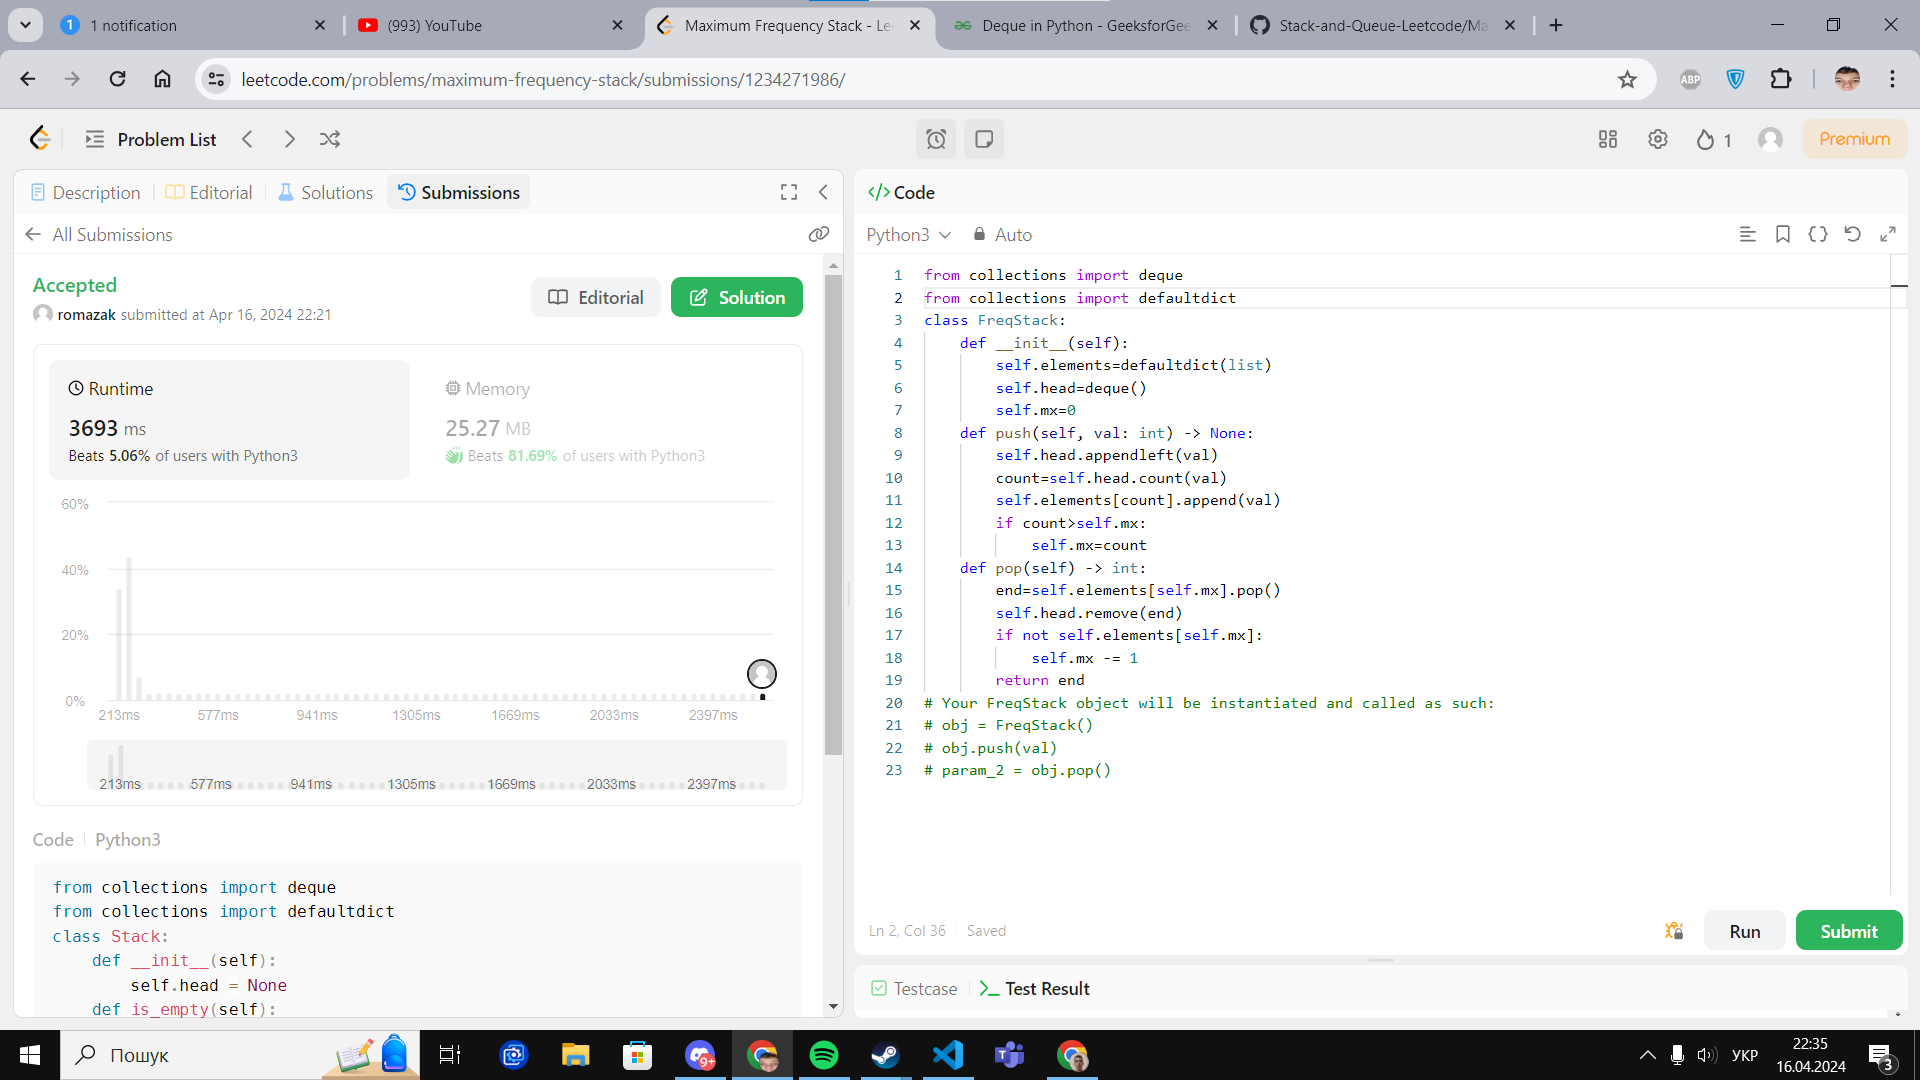 1 notification
(993) YouTube
Maximum Frequency Stack - Le
Deque in Python - GeeksforGee
Stack-and-Queue-Leetcode/Ma
leetcode.com/problems/maximum-frequency-stack/submissions/1234271986/
ABP
Problem List
1
Premium
Description
Editorial
Solutions
Submissions
All Submissions
Accepted
romazak submitted at Apr 16, 2024 22:21
Editorial
Solution
Runtime
3693 ms
Beats 5.06% of users with Python3
Memory
25.27 MB
Beats 81.69% of users with Python3
60%
40%
20%
0%
213ms 577ms 941ms 1305ms 1669ms 2033ms 2397ms
213ms 577ms 941ms 1305ms 1669ms 2033ms 2397ms
Code Python3
from collections import deque
from collections import defaultdict
class Stack:
    def __init__(self):
        self.head = None
    def is_empty(self):
</> Code
Python3 Auto
1 from collections import deque
2 from collections import defaultdict
3 class FreqStack:
4     def __init__(self):
5         self.elements=defaultdict(list)
6         self.head=deque()
7         self.mx=0
8     def push(self, val: int) -> None:
9         self.head.appendleft(val)
10         count=self.head.count(val)
11         self.elements[count].append(val)
12         if count>self.mx:
13             self.mx=count
14     def pop(self) -> int:
15         end=self.elements[self.mx].pop()
16         self.head.remove(end)
17         if not self.elements[self.mx]:
18             self.mx -= 1
19         return end
20 # Your FreqStack object will be instantiated and called as such:
21 # obj = FreqStack()
22 # obj.push(val)
23 # param_2 = obj.pop()
Ln 2, Col 36 Saved
Run
Submit
Testcase
Test Result
Пошук
9+
УКР
22:35
16.04.2024
3